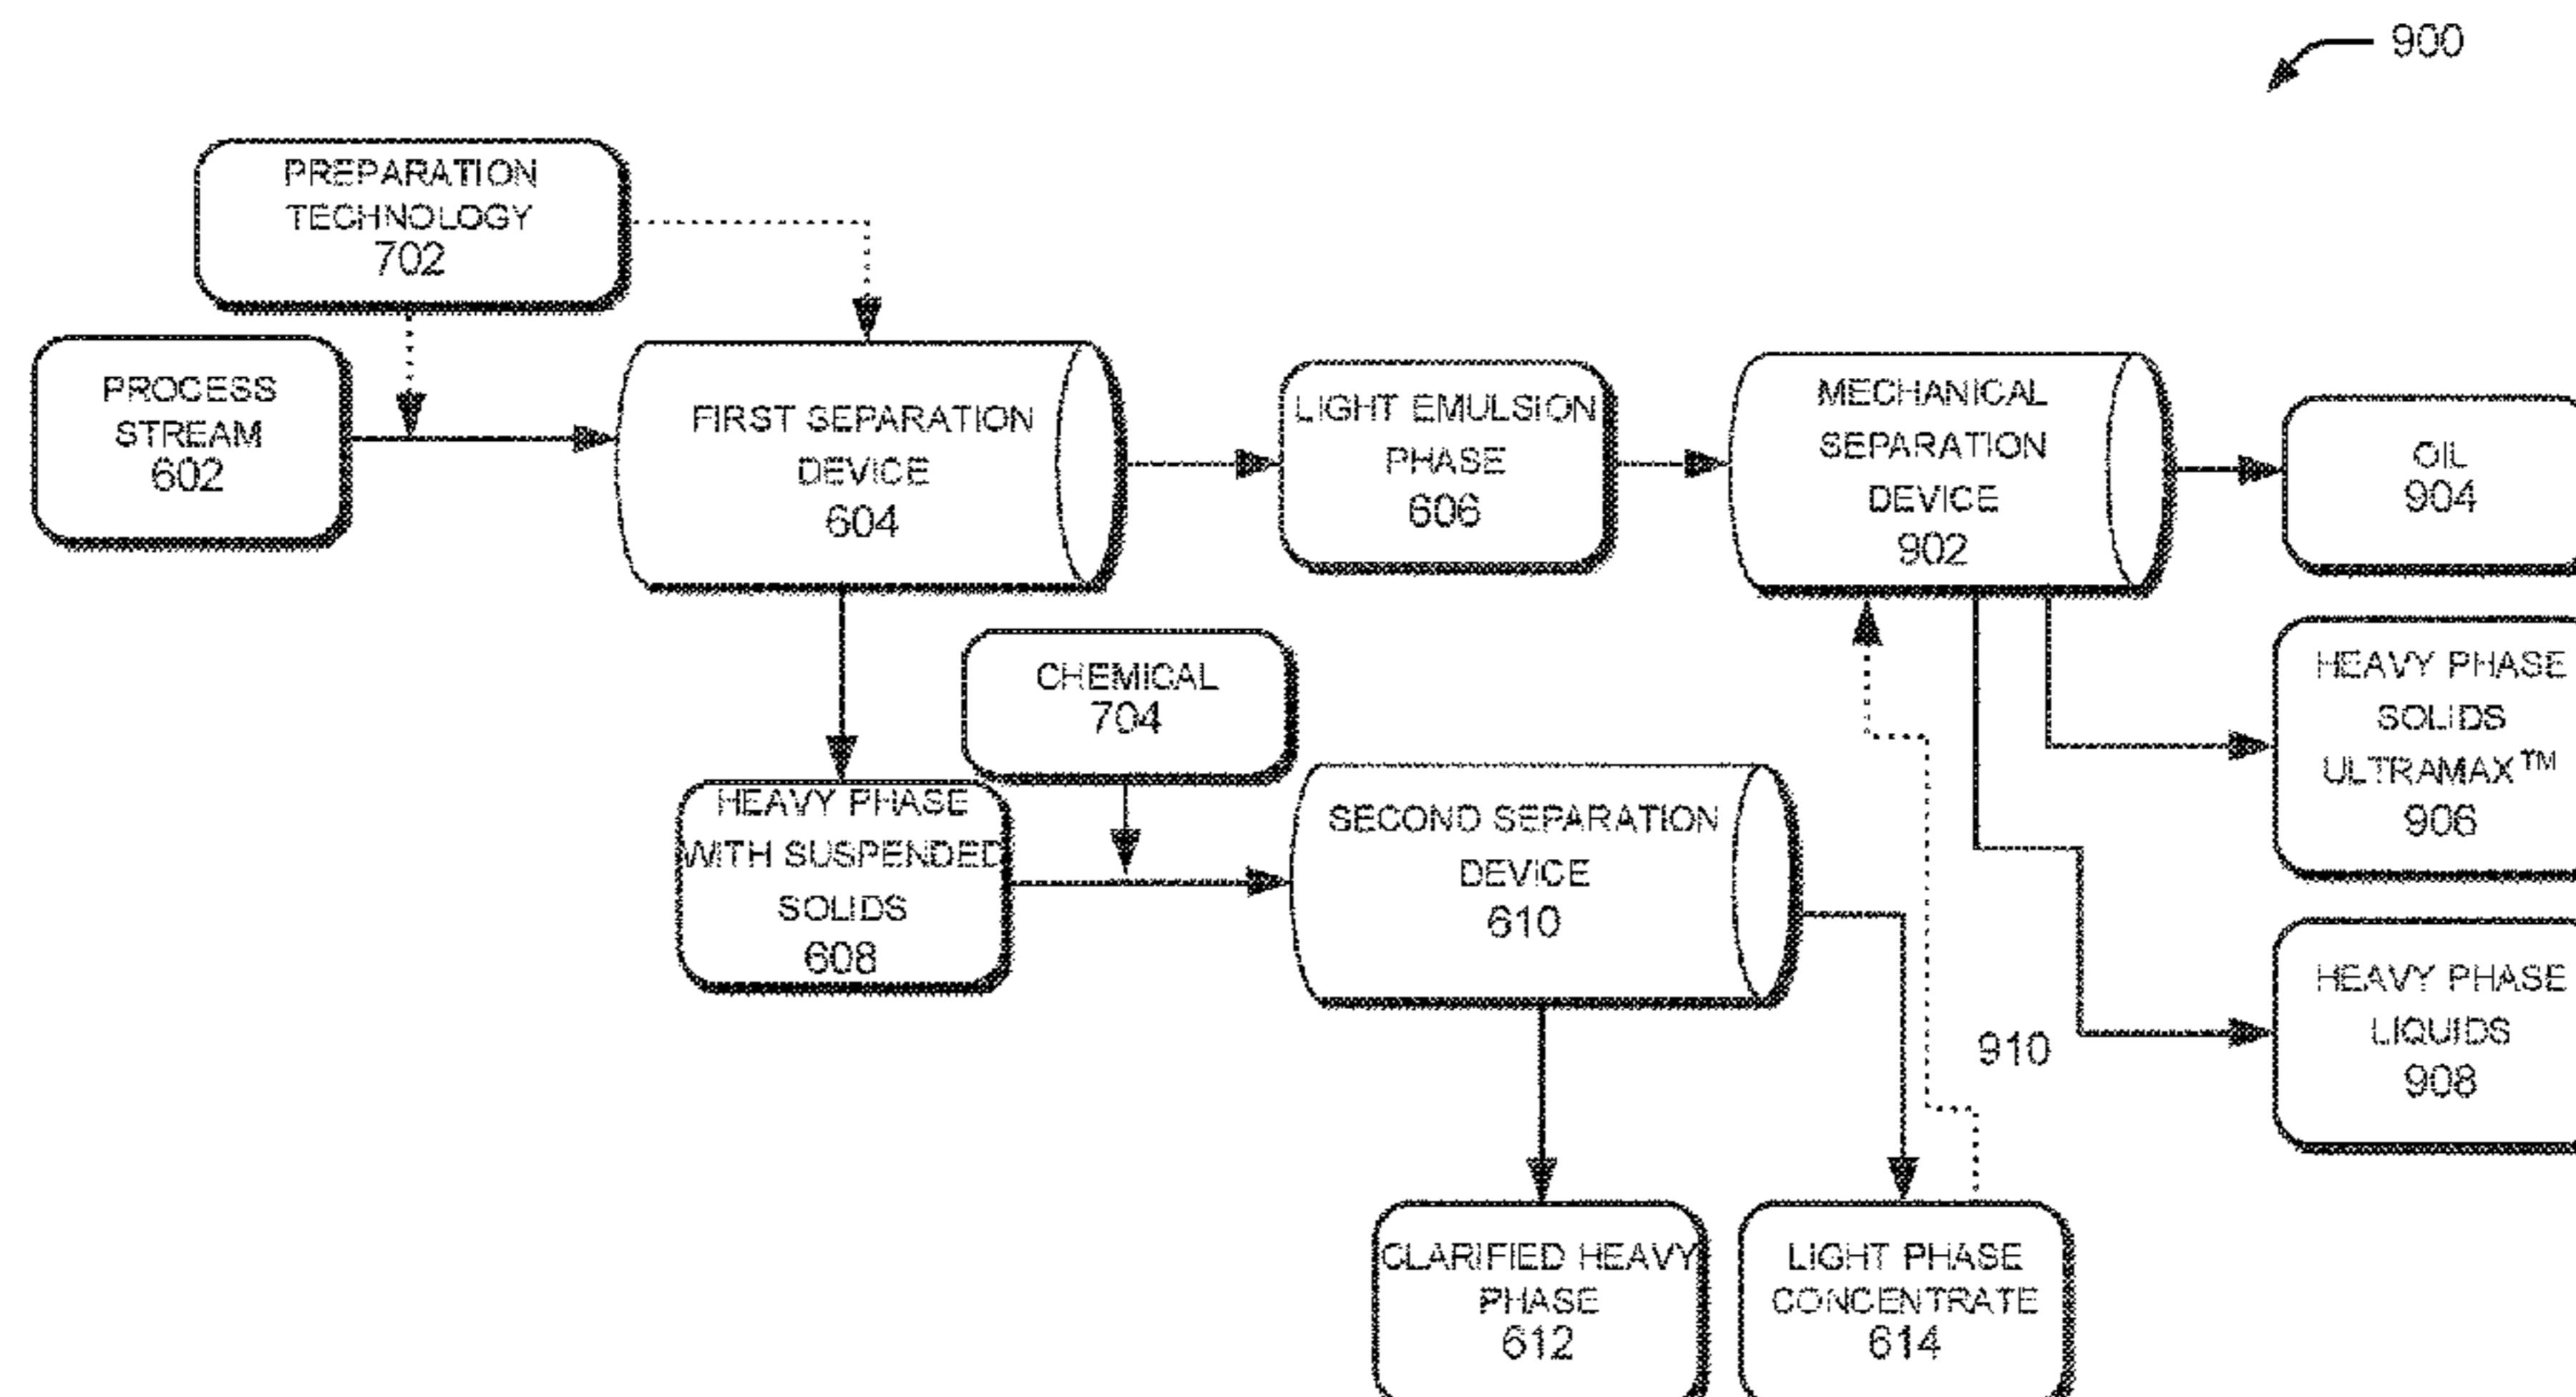 900
PREPARATION
TECHNOLOGY
702
PROCESS
STREAM
602
FIRST SEPARATION
DEVICE
604
LIGHT EMULSION
PHASE
606
MECHANICAL
SEPARATION
DEVICE
902
OIL
904
HEAVY PHASE
SOLIDS
ULTRAMAX™
906
HEAVY PHASE
LIQUIDS
908
CHEMICAL
704
HEAVY PHASE
WITH SUSPENDED
SOLIDS
608
SECOND SEPARATION
DEVICE
610
910
CLARIFIED HEAVY
PHASE
612
LIGHT PHASE
CONCENTRATE
614